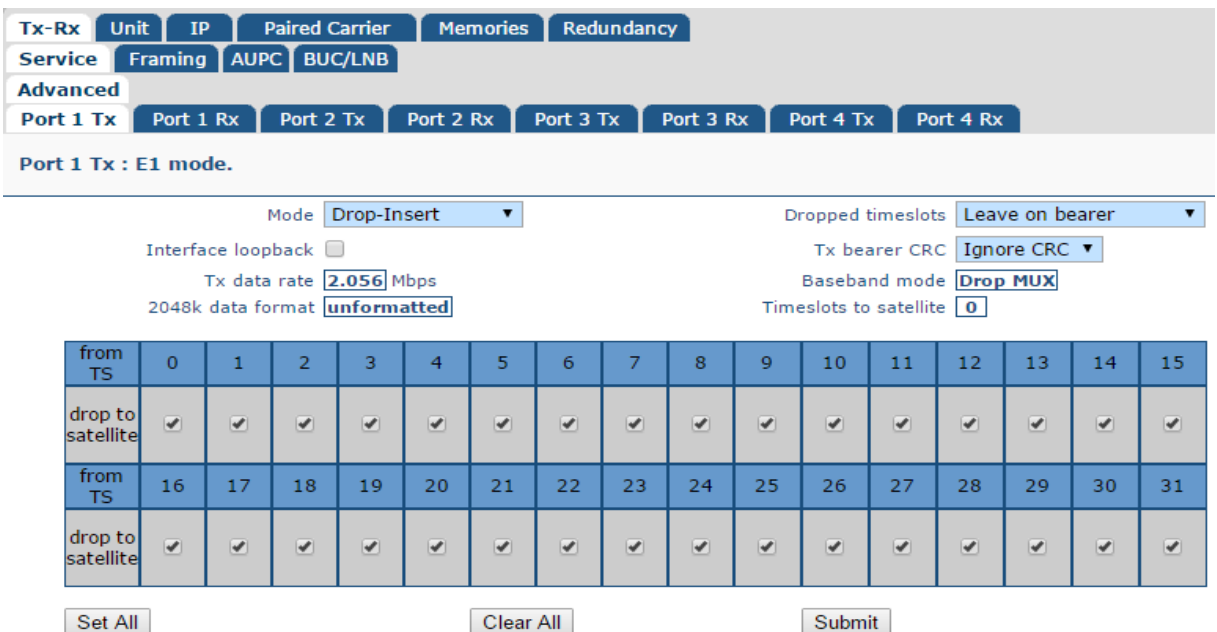 Tx-Rx Unit IP Paired Carrier Memories Redundancy
Service Framing AUPC BUC/LNB
Advanced
Port 1 Tx Port 1 Rx Port 2 Tx Port 2 Rx Port 3 Tx Port 3 Rx Port 4 Tx Port 4 Rx
Port 1 Tx : E1 mode.
Mode Drop-Insert Dropped timeslots Leave on bearer
Interface loopback Tx bearer CRC Ignore CRC
Tx data rate 2.056 Mbps Baseband mode Drop MUX
2048k data format unformatted Timeslots to satellite 0
from TS 0 1 2 3 4 5 6 7 8 9 10 11 12 13 14 15
drop to satellite
from TS 16 17 18 19 20 21 22 23 24 25 26 27 28 29 30 31
drop to satellite
Set All Clear All Submit